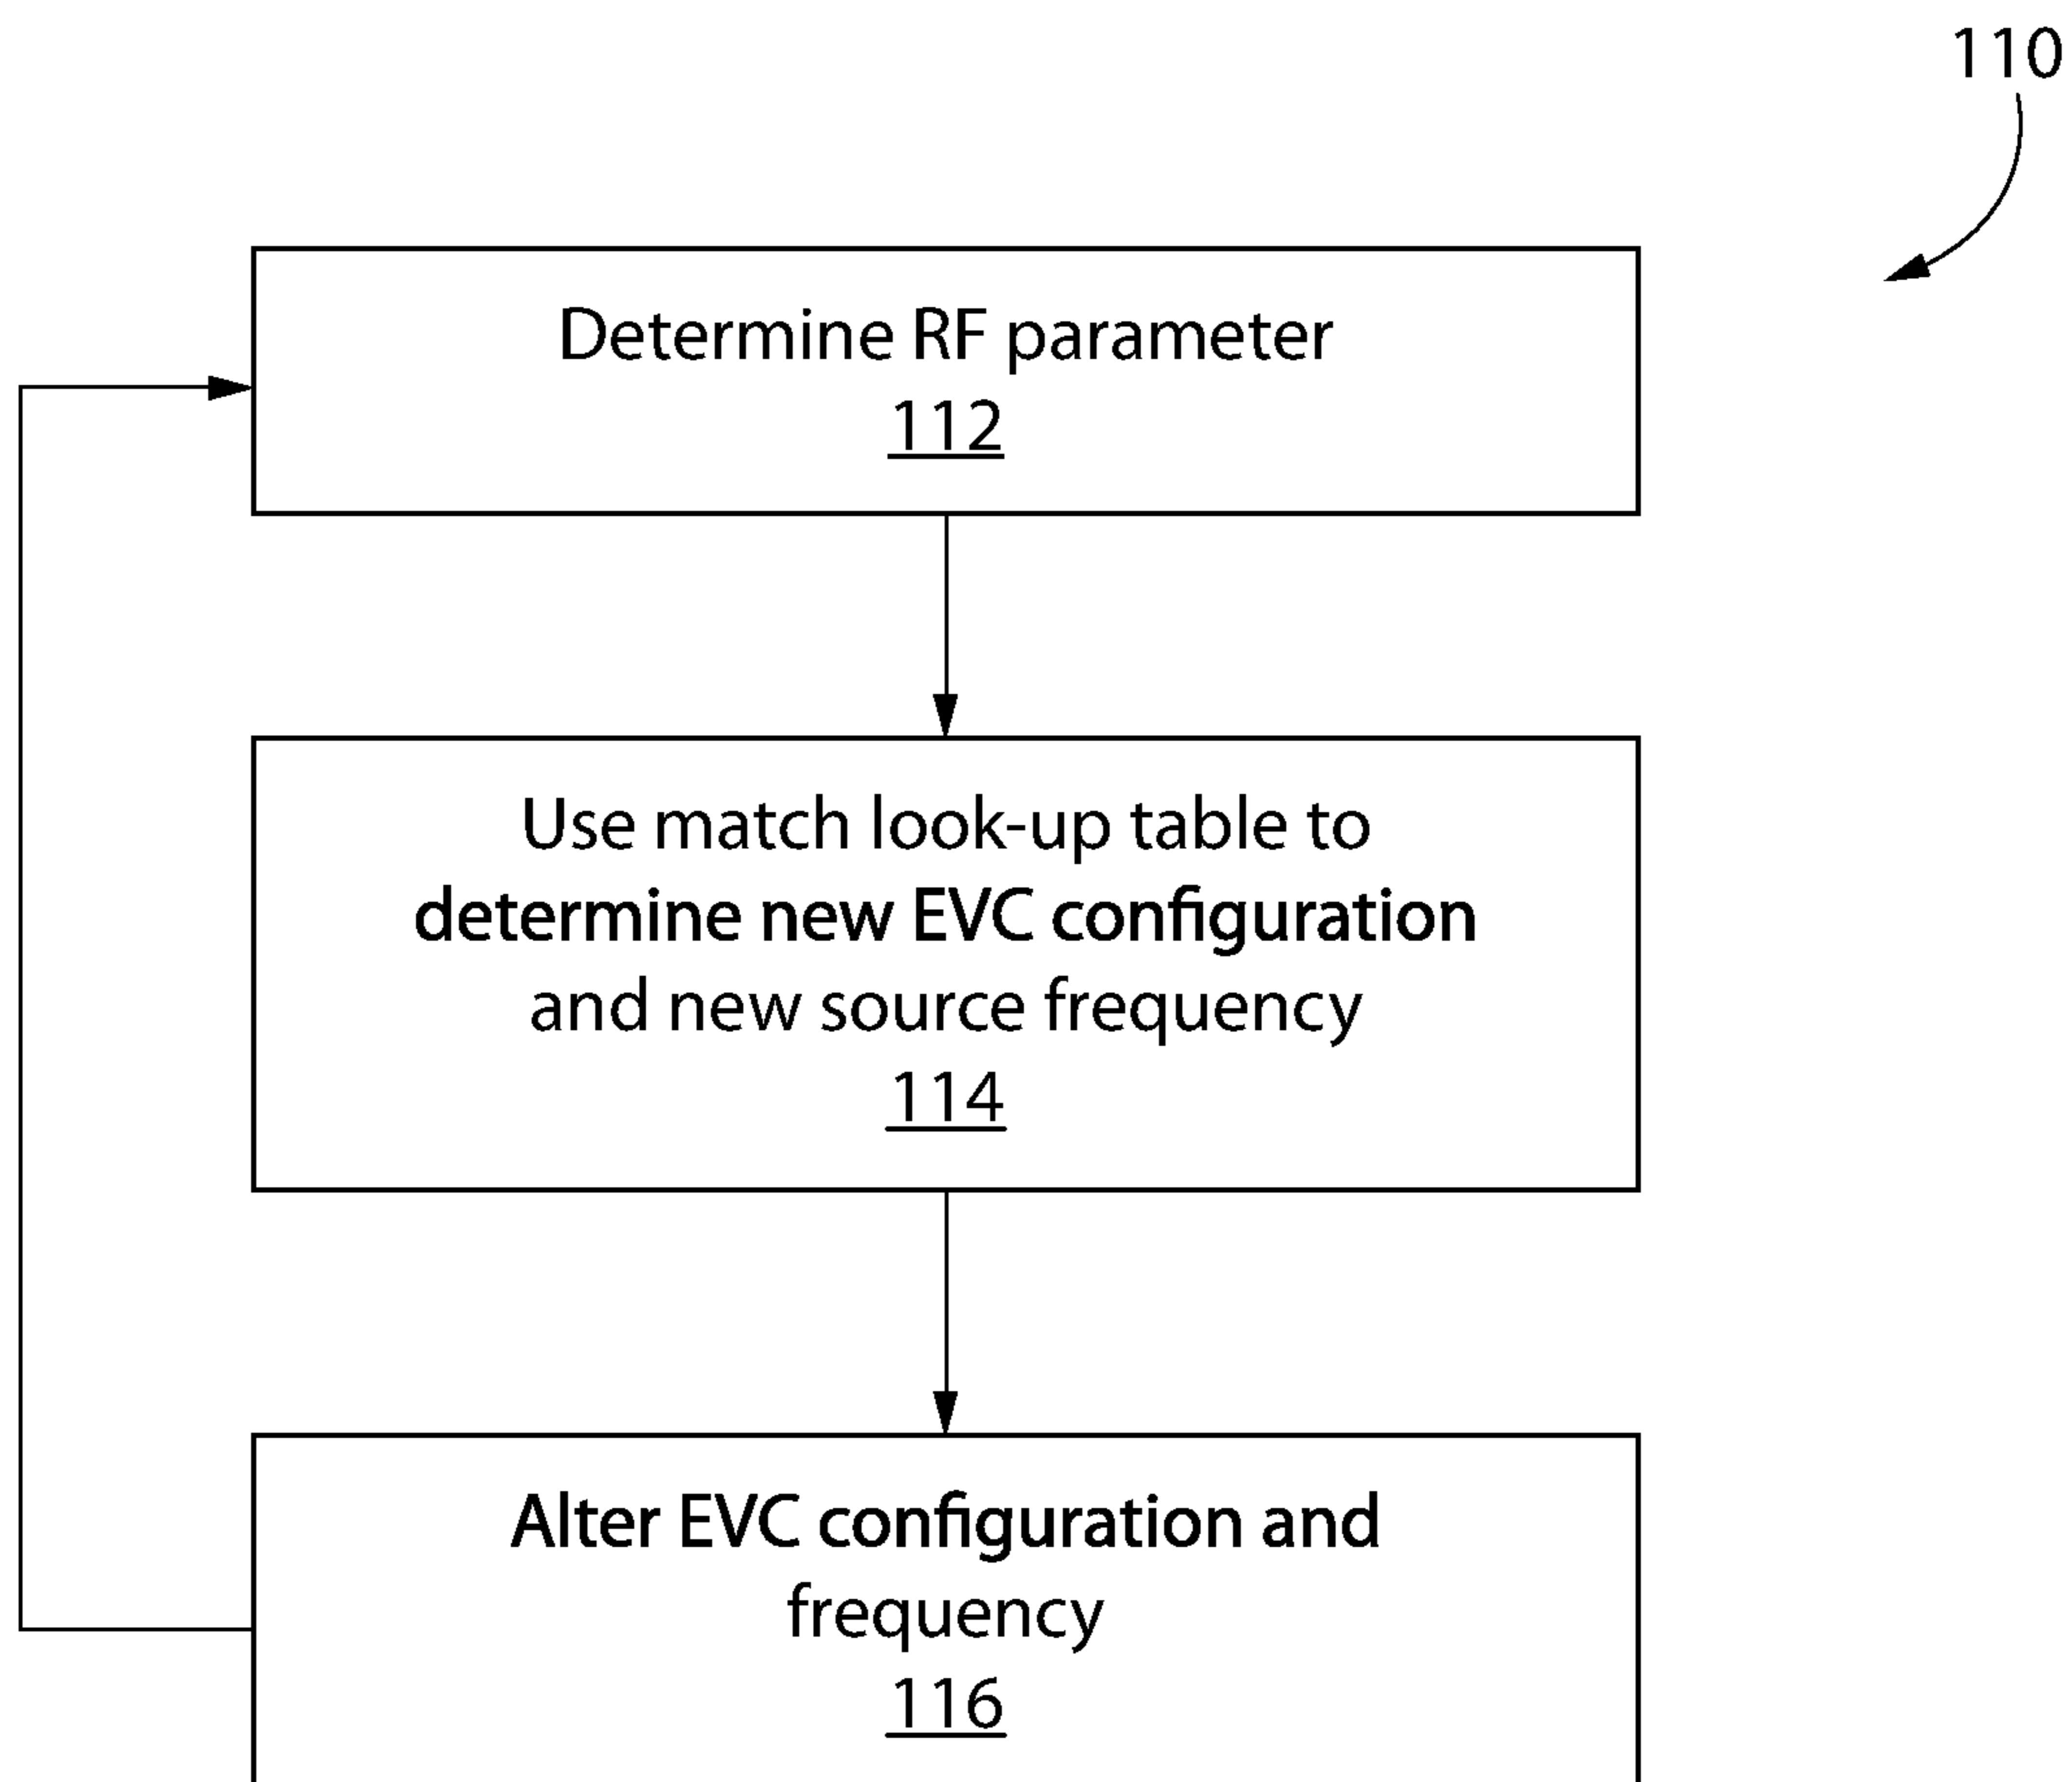 110
Determine RF parameter
112
Use match look-up table to
determine new EVC configuration
and new source frequency
114
Alter EVC configuration and
frequency
116